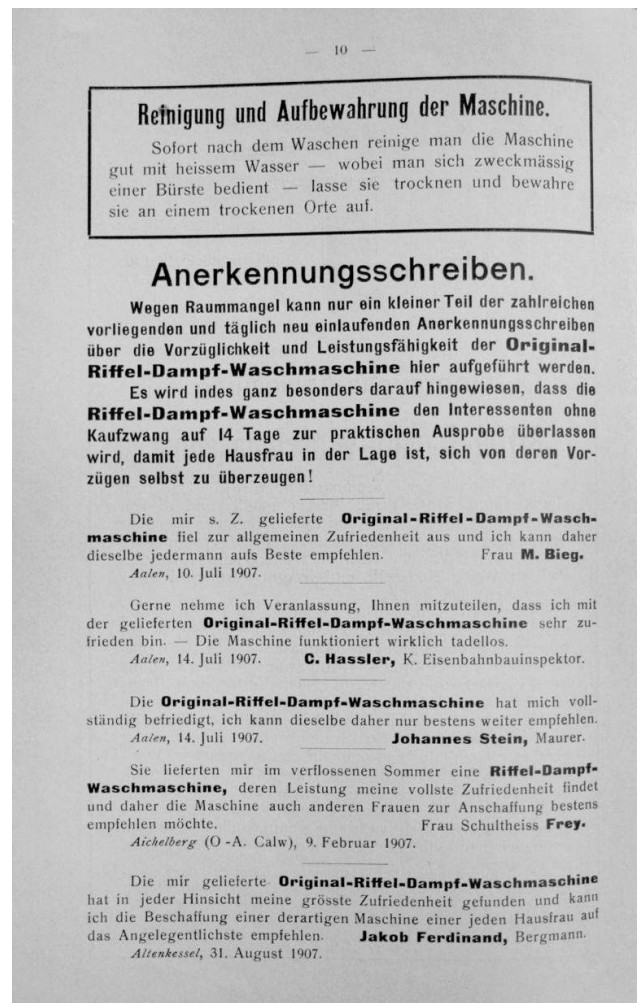 — 10 —
Reinigung und Aufbewahrung der Maschine.
Sofort nach dem Waschen reinige man die Maschine
gut mit heissem Wasser — wobei man sich zweckmässig
einer Bürste bedient — lasse sie trocknen und bewahre
sie an einem trockenen Orte auf.
Anerkennungsschreiben.
Wegen Raummangel kann nur ein kleiner Teil der zahlreichen
vorliegenden und täglich neu einlaufenden Anerkennungsschreiben
über die Vorzüglichkeit und Leistungsfähigkeit der Original-
Riffel-Dampf-Waschmaschine hier aufgeführt werden.
Es wird indes ganz besonders darauf hingewiesen, dass die
Riffel-Dampf-Waschmaschine den Interessenten ohne
Kaufzwang auf 14 Tage zur praktischen Ausprobe überlassen
wird, damit jede Hausfrau in der Lage ist, sich von deren Vor-
zügen selbst zu überzeugen!
Die mir s. Z. gelieferte Original-Riffel-Dampf-Wasch-
maschine fiel zur allgemeinen Zufriedenheit aus und ich kann daher
dieselbe jedermann aufs Beste empfehlen. Frau M. Bieg.
Aalen, 10. Juli 1907.
Gerne nehme ich Veranlassung, Ihnen mitzuteilen, dass ich mit
der gelieferten Original-Riffel-Dampf-Waschmaschine sehr zu-
frieden bin. — Die Maschine funktioniert wirklich tadellos.
Aalen, 14. Juli 1907. C. Hassler, K. Eisenbahnbauinspektor.
Die Original-Riffel-Dampf-Waschmaschine hat mich voll-
ständig befriedigt, ich kann dieselbe daher nur bestens weiter empfehlen.
Aalen, 14. Juli 1907. Johannes Stein, Maurer.
Sie lieferten mir im verflossenen Sommer eine Riffel-Dampf-
Waschmaschine, deren Leistung meine vollste Zufriedenheit findet
und daher die Maschine auch anderen Frauen zur Anschaffung bestens
empfehlen möchte. Frau Schultheiss Frey.
Aichelberg (O -A. Calw), 9. Februar 1907.
Die mir gelieferte Original-Riffel-Dampf-Waschmaschine
hat in jeder Hinsicht meine grösste Zufriedenheit gefunden und kann
ich die Beschaffung einer derartigen Maschine einer jeden Hausfrau auf
das Angelegentlichste empfehlen. Jakob Ferdinand, Bergmann.
Altenkessel, 31. August 1907.